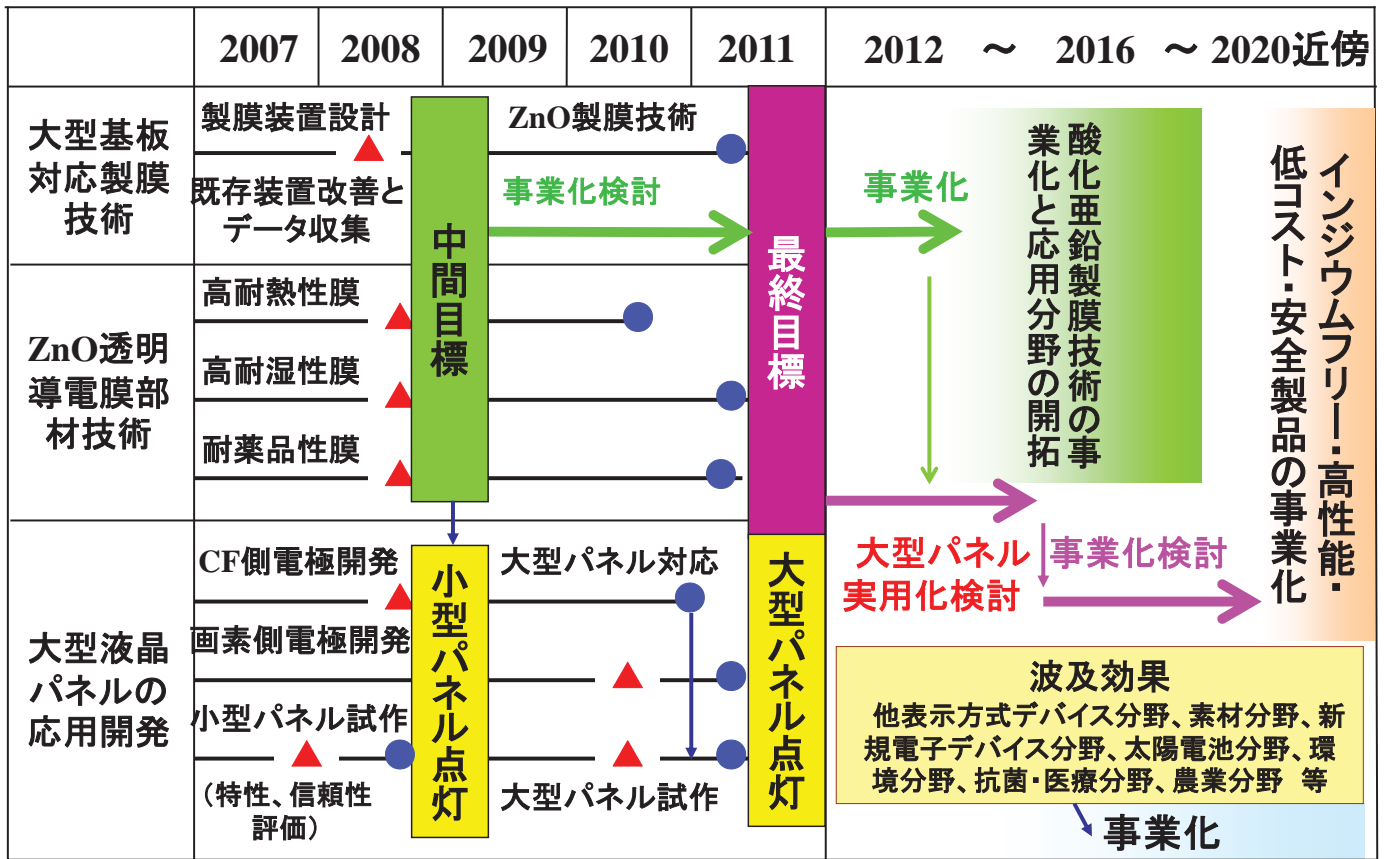 2007
2008
2009
2010
2011
2012 ～ 2016 ～ 2020近傍
大型基板
対応製膜
技術
製膜装置設計
ZnO製膜技術
既存装置改善と
データ収集
事業化検討
事業化
中間目標
最終目標
ZnO透明
導電膜部
材技術
高耐熱性膜
高耐湿性膜
耐薬品性膜
酸化亜鉛製膜技術の事
業化と応用分野の開拓
インジウムフリー・高性能・
低コスト・安全製品の事業化
大型液晶
パネルの
応用開発
CF側電極開発
大型パネル対応
画素側電極開発
小型パネル試作
（特性、信頼性
評価）
大型パネル試作
小型パネル点灯
大型パネル点灯
大型パネル
実用化検討
事業化検討
波及効果
他表示方式デバイス分野、素材分野、新
規電子デバイス分野、太陽電池分野、環
境分野、抗菌・医療分野、農業分野 等
事業化